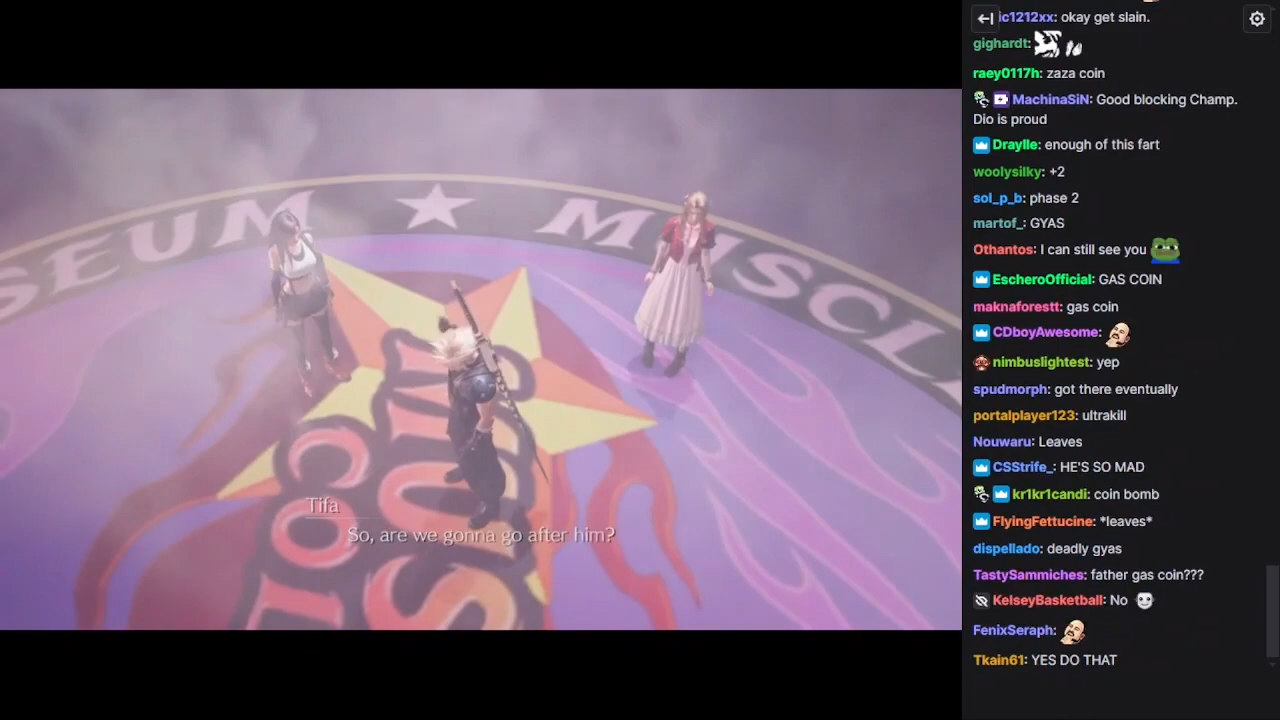 SEUM ★ MUSCL
MUS
COL
Tifa
So, are we gonna go after him?
ic1212xx: okay get slain.
gighardt:
raey0117h: zaza coin
MachinaSiN: Good blocking Champ.
Dio is proud
Draylle: enough of this fart
woolysilky: +2
sol_p_b: phase 2
martof_: GYAS
Othantos: I can still see you
EscheroOfficial: GAS COIN
maknaforestt: gas coin
CDboyAwesome:
nimbuslightest: yep
spudmorph: got there eventually
portalplayer123: ultrakill
Nouwaru: Leaves
CSStrife_: HE'S SO MAD
kr1kr1candi: coin bomb
FlyingFettucine: *leaves*
dispellado: deadly gyas
TastySammiches: father gas coin???
KelseyBasketball: No
FenixSeraph:
Tkain61: YES DO THAT